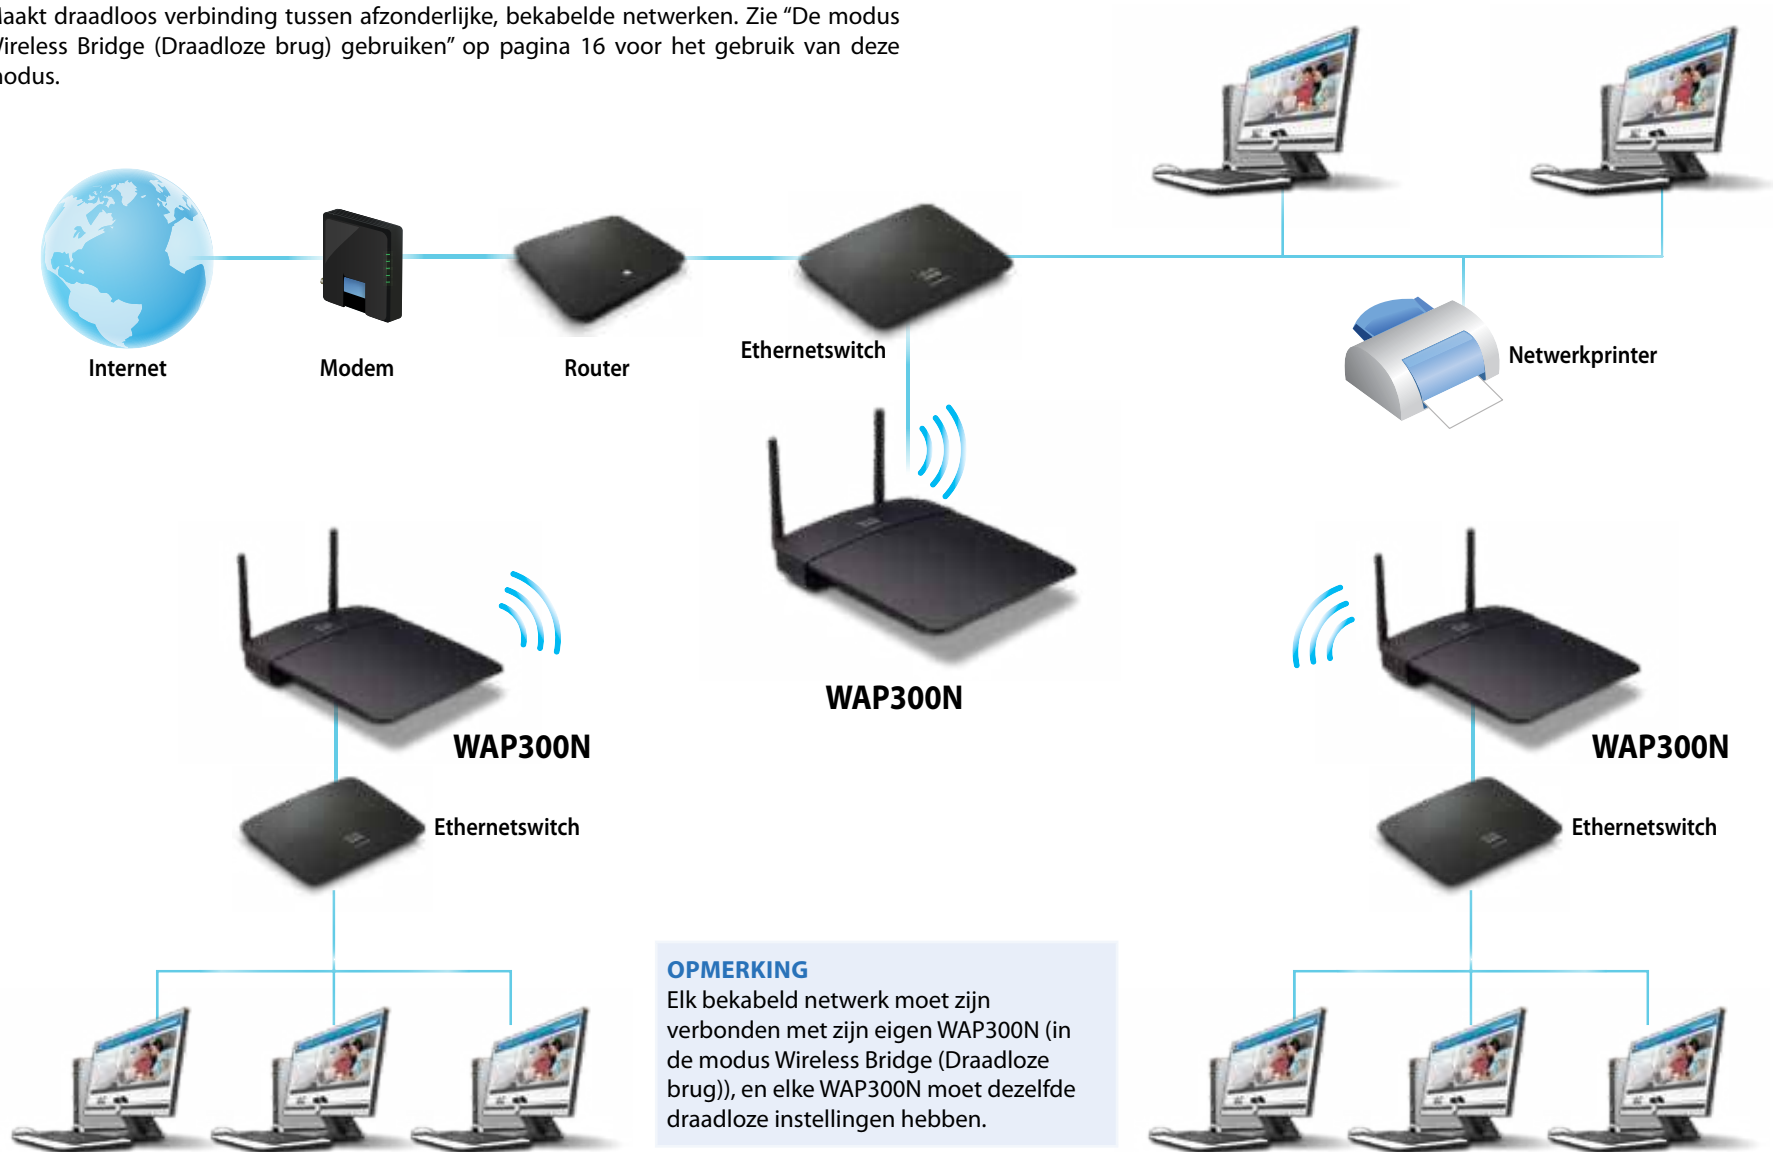 Maakt draadloos verbinding tussen afzonderlijke, bekabelde netwerken. Zie “De modus
Wireless Bridge (Draadloze brug) gebruiken” op pagina 16 voor het gebruik van deze
modus.
Internet
Modem
Router
Ethernetswitch
Netwerkprinter
WAP300N
WAP300N
WAP300N
Ethernetswitch
Ethernetswitch
OPMERKING
Elk bekabeld netwerk moet zijn
verbonden met zijn eigen WAP300N (in
de modus Wireless Bridge (Draadloze
brug)), en elke WAP300N moet dezelfde
draadloze instellingen hebben.